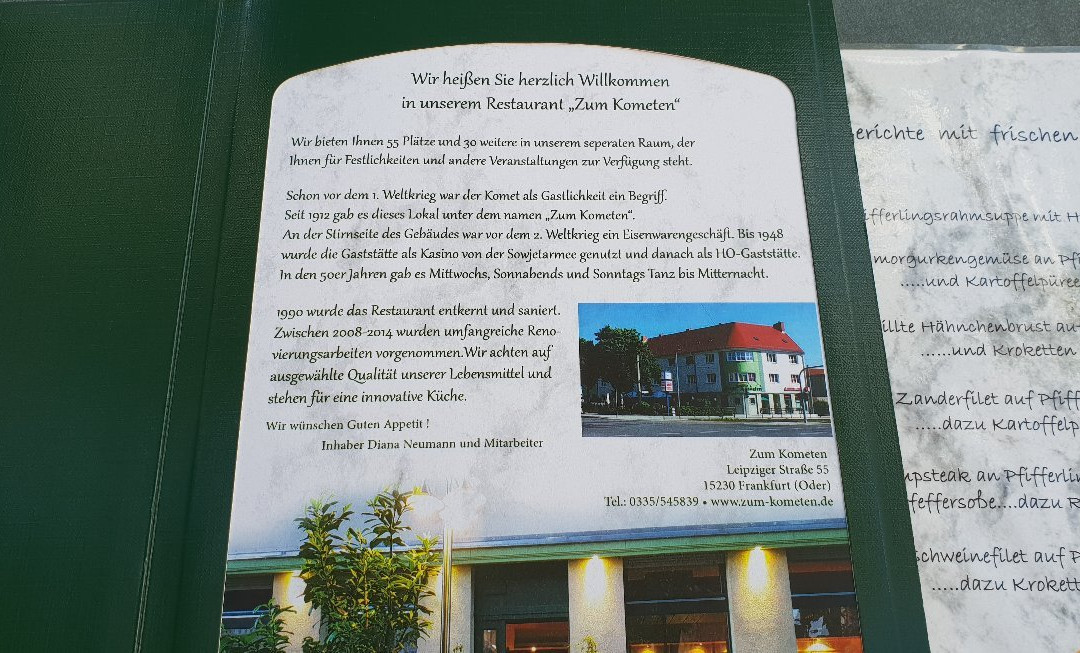 Wir heißen Sie herzlich Willkommen
in unserem Restaurant „Zum Kometen“
Wir bieten Ihnen 55 Plätze und 30 weitere in unserem seperaten Raum, der
Ihnen für Festlichkeiten und andere Veranstaltungen zur Verfügung steht.
Schon vor dem 1. Weltkrieg war der Komet als Gastlichkeit ein Begriff.
Seit 1912 gab es dieses Lokal unter dem namen „Zum Kometen“.
An der Stirnseite des Gebäudes war vor dem 2. Weltkrieg ein Eisenwarengeschäft. Bis 1948
wurde die Gaststätte als Kasino von der Sowjetarmee genutzt und danach als HO-Gaststätte.
In den 50er Jahren gab es Mittwochs, Sonnabends und Sonntags Tanz bis Mitternacht.
1990 wurde das Restaurant entkernt und saniert.
Zwischen 2008-2014 wurden umfangreiche Reno-
vierungsarbeiten vorgenommen.Wir achten auf
ausgewählte Qualität unserer Lebensmittel und
stehen für eine innovative Küche.
Wir wünschen Guten Appetit !
Inhaber Diana Neumann und Mitarbeiter
Zum Kometen
Leipziger Straße 55
15230 Frankfurt (Oder)
Tel.: 0335/545839 • www.zum-kometen.de
erichte mit frischen
ifferlingsrahmsuppe mit H
morgurkengemüse an Pfi
.....und Kartoffelpüree
illte Hähnchenbrust au
......und Kroketten
Zanderfilet auf Pfiff
.....dazu Kartoffelp
psteak an Pfifferlin
feffersoße....dazu R
schweinefilet auf P
.....dazu Krokett